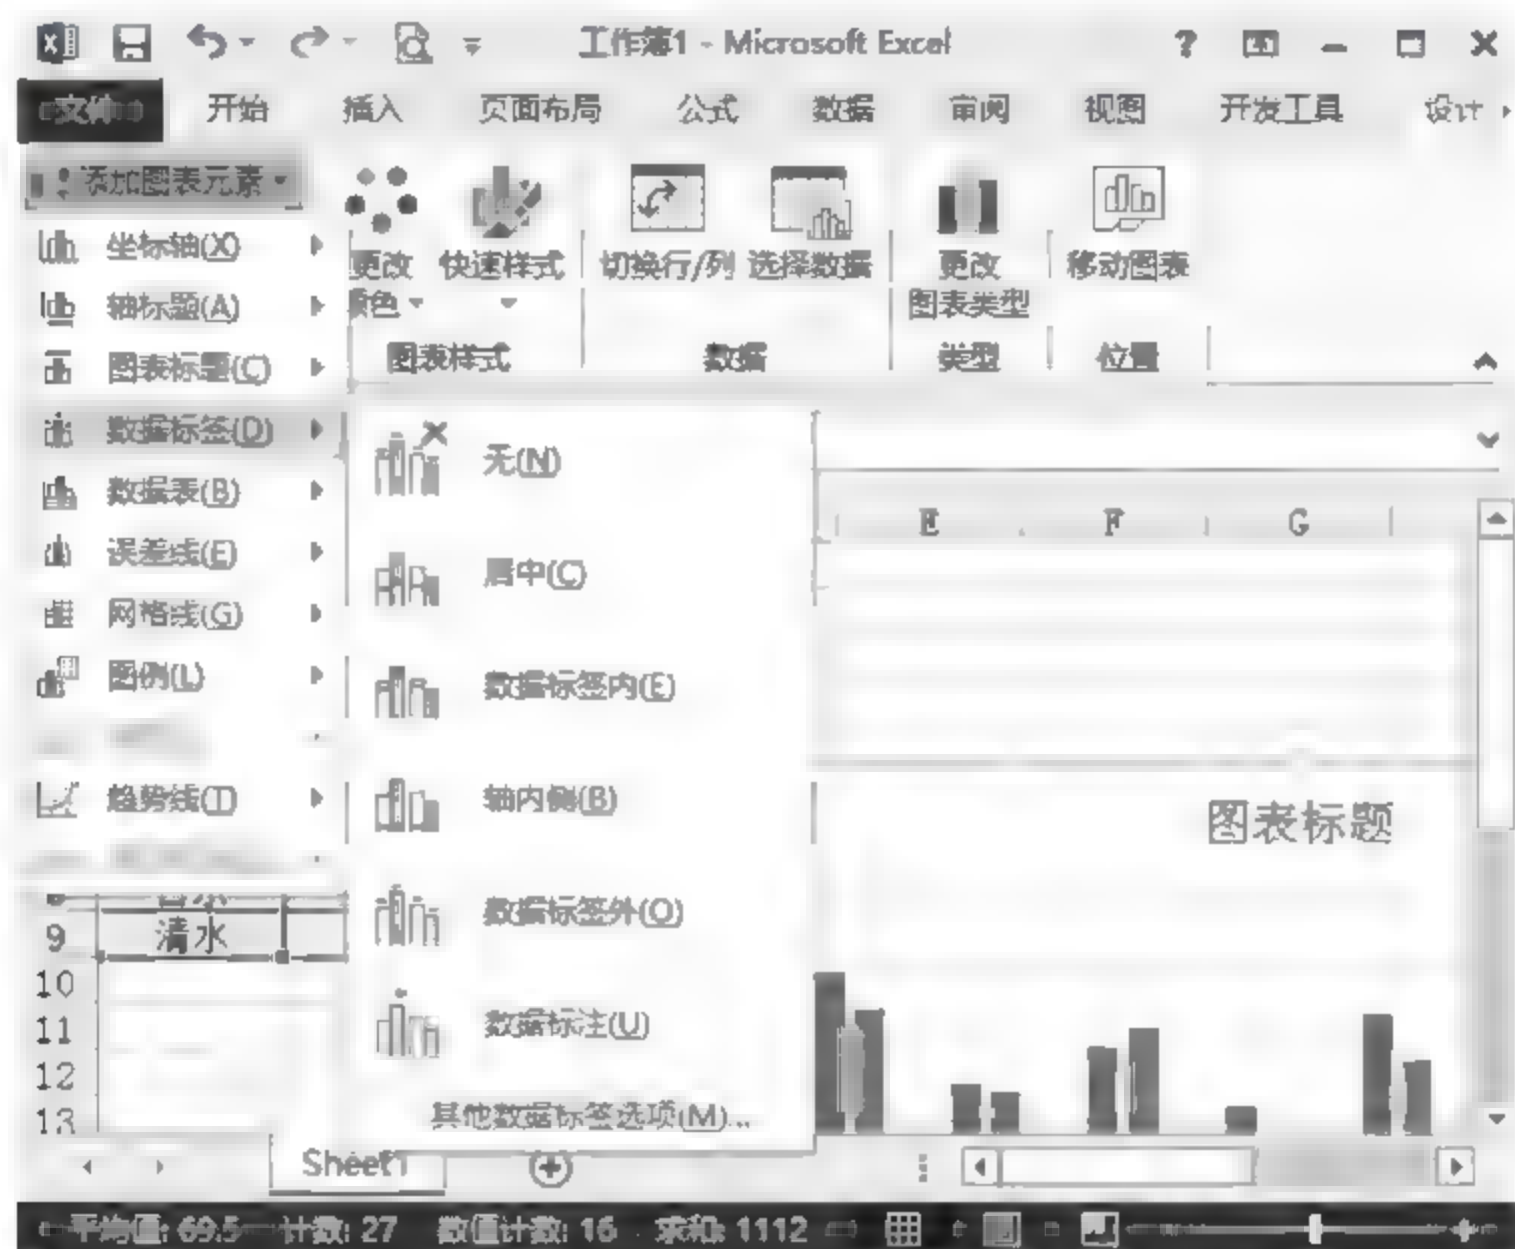 工作簿1 - Microsoft Excel
文件 开始 插入 页面布局 公式 数据 审阅 视图 开发工具 设计
添加图表元素
坐标轴(X)
轴标题(A)
图表标题(C)
数据标签(D)
数据表(B)
误差线(E)
网格线(G)
图例(L)
趋势线(T)
更改 快速样式 切换行/列 选择数据 更改 移动图表
颜色 图表类型
图表样式 数据 类型 位置
无(N)
居中(C)
数据标签内(E)
轴内侧(B)
数据标签外(O)
数据标注(U)
其他数据标签选项(M)...
E F G
图表标题
9 清水
10
11
12
13
Sheet1
平均值: 69.5 计数: 27 数值计数: 16 求和: 1112